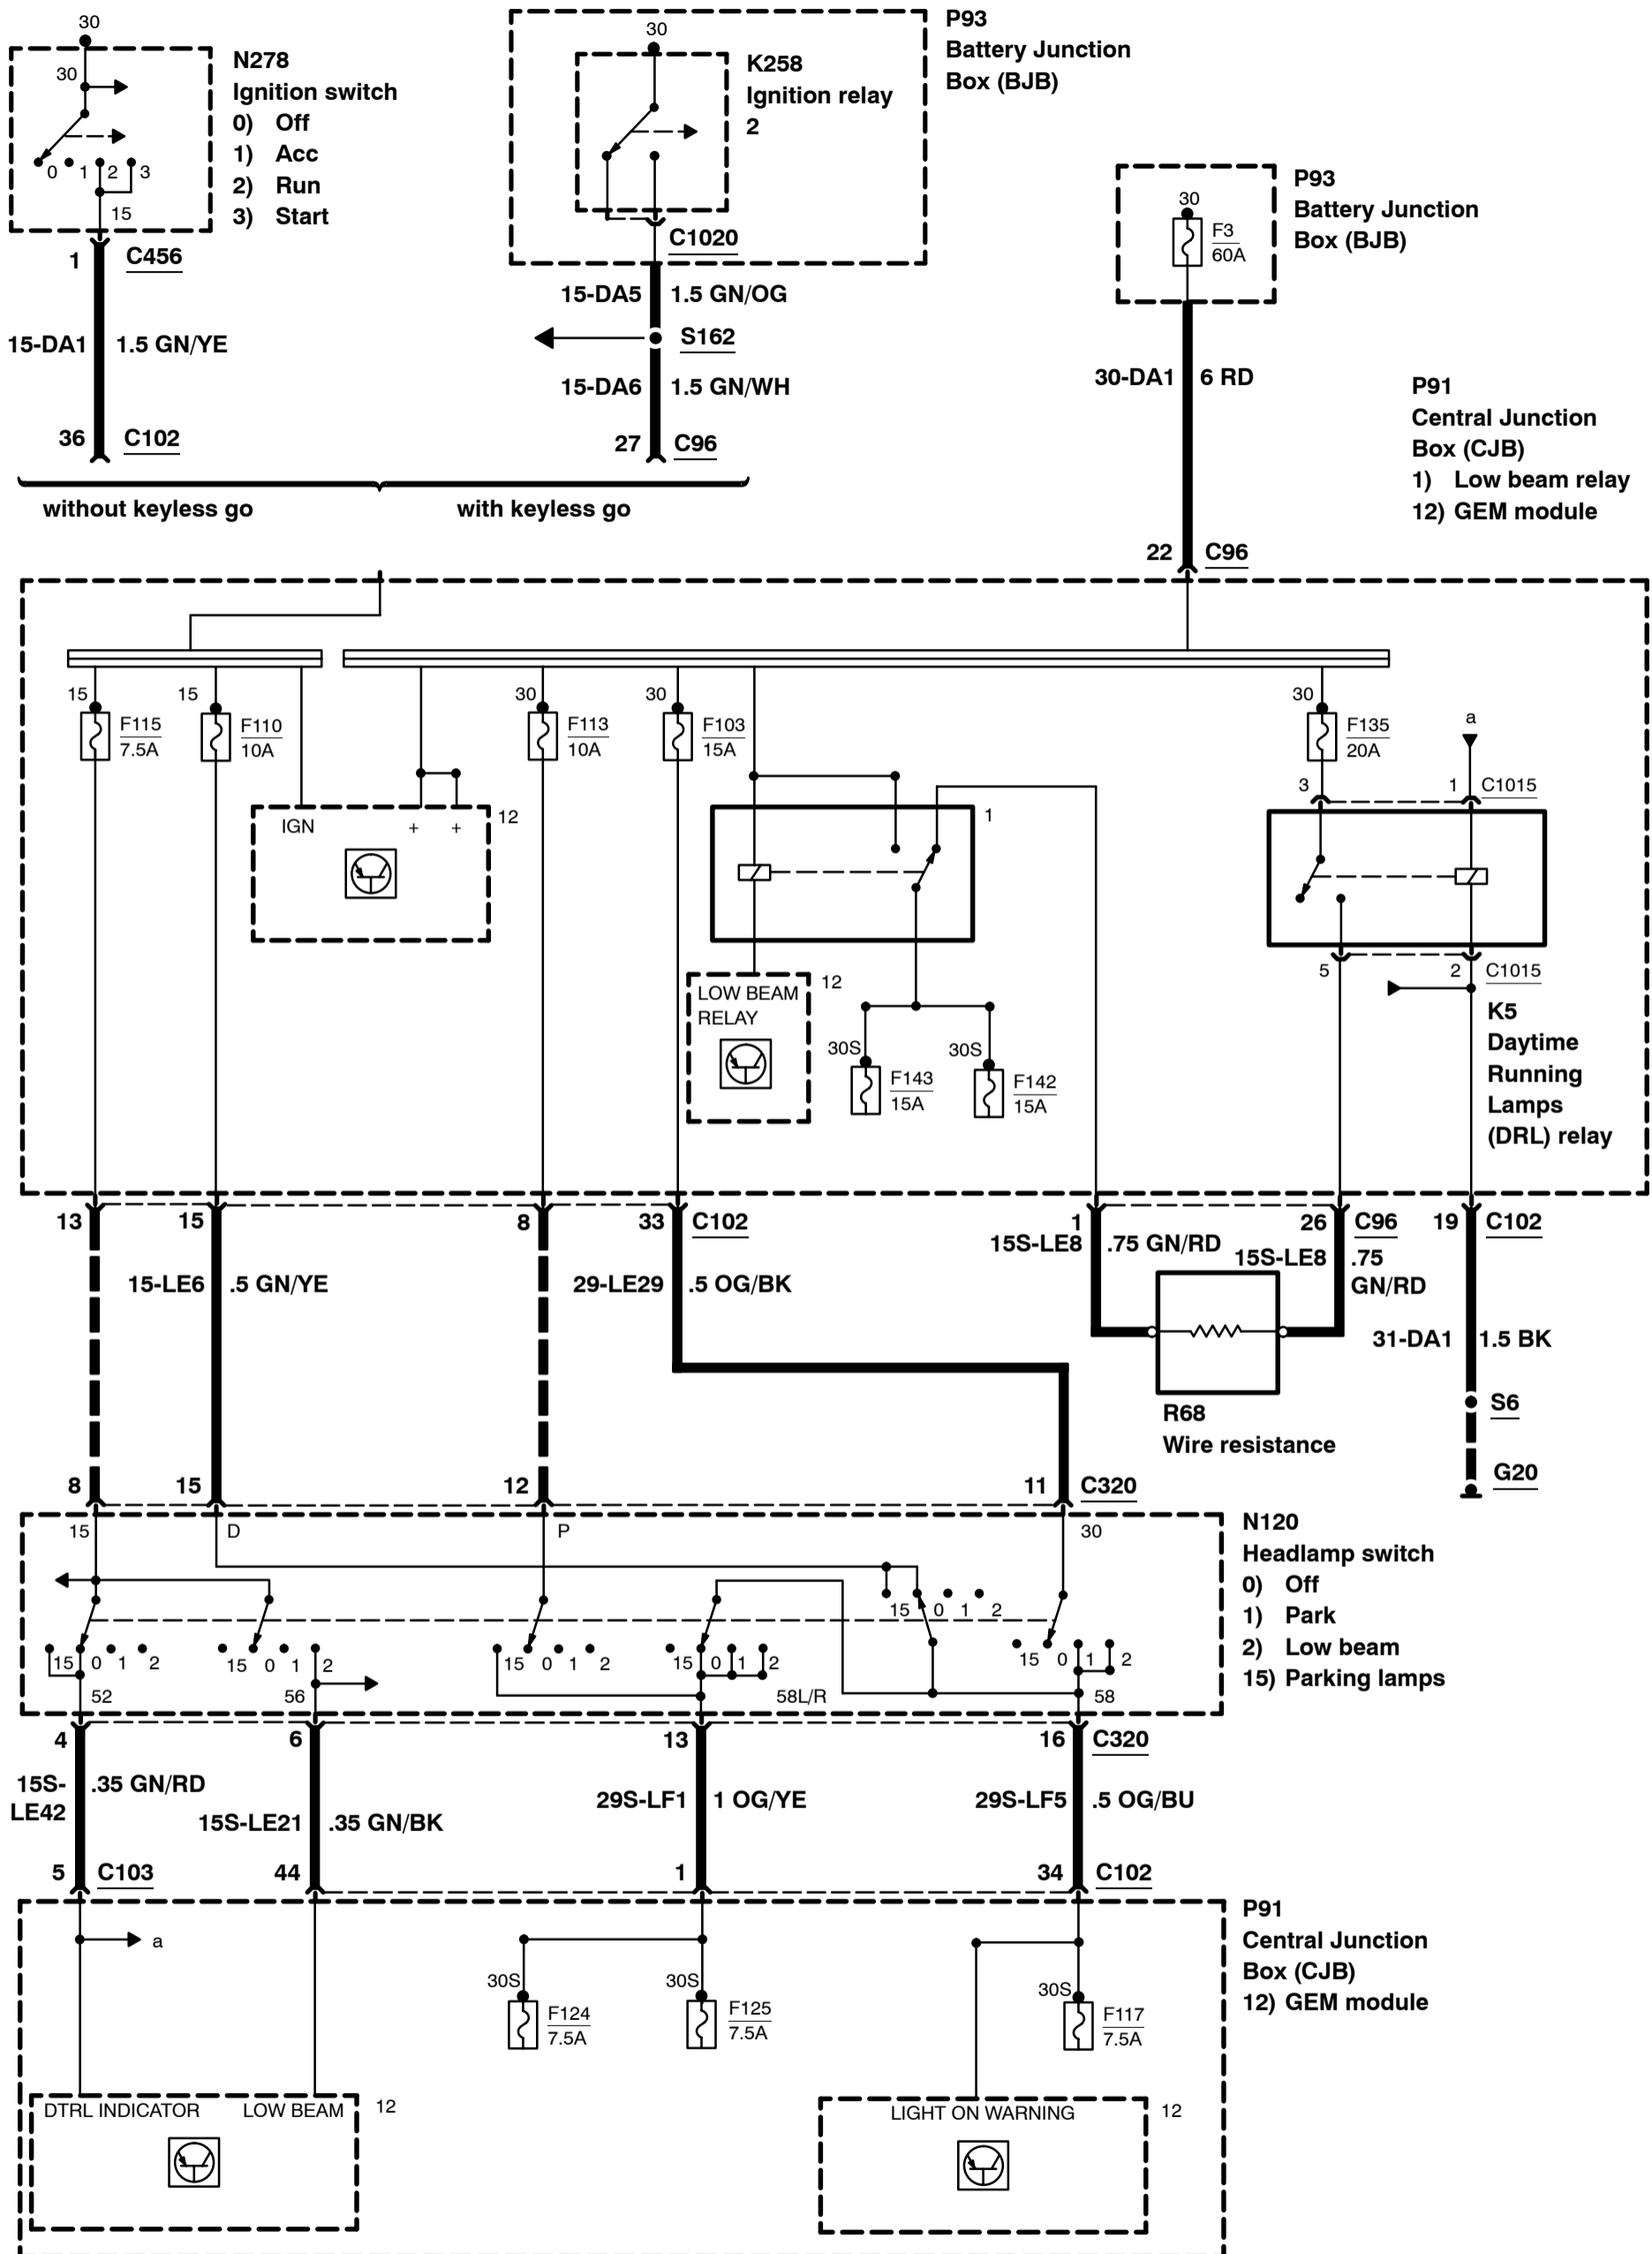 30
30
N278
Ignition switch
0) Off
1) Acc
2) Run
3) Start
0 1 2 3
15
1 C456
15-DA1 1.5 GN/YE
36 C102
30
K258
Ignition relay
2
P93
Battery Junction
Box (BJB)
C1020
15-DA5 1.5 GN/OG
S162
15-DA6 1.5 GN/WH
27 C96
without keyless go
with keyless go
P93
Battery Junction
Box (BJB)
30
F3
60A
30-DA1 6 RD
22 C96
P91
Central Junction
Box (CJB)
1) Low beam relay
12) GEM module
15
F115
7.5A
15
F110
10A
30
F113
10A
30
F103
15A
30
F135
20A
a
3 1 C1015
IGN + + 12
1
LOW BEAM
RELAY
12
30S
F143
15A
30S
F142
15A
5 2 C1015
K5
Daytime
Running
Lamps
(DRL) relay
13 15 8 33 C102 1 26 C96 19 C102
15-LE6 .5 GN/YE
29-LE29 .5 OG/BK
15S-LE8 .75 GN/RD
15S-LE8 .75
GN/RD
31-DA1 1.5 BK
R68
Wire resistance
S6
G20
8 15 12 11 C320
15 D P 30
N120
Headlamp switch
0) Off
1) Park
2) Low beam
15) Parking lamps
15 0 1 2
15 0 1 2
15 0 1 2
15 0 1 2
15 0 1 2
15 0 1 2
52 56 58L/R 58
4 6 13 16 C320
15S-
LE42
.35 GN/RD
15S-LE21 .35 GN/BK
29S-LF1 1 OG/YE
29S-LF5 .5 OG/BU
5 C103 44 1 34 C102
P91
Central Junction
Box (CJB)
12) GEM module
a
30S
F124
7.5A
30S
F125
7.5A
30S
F117
7.5A
DTRL INDICATOR LOW BEAM 12
LIGHT ON WARNING 12